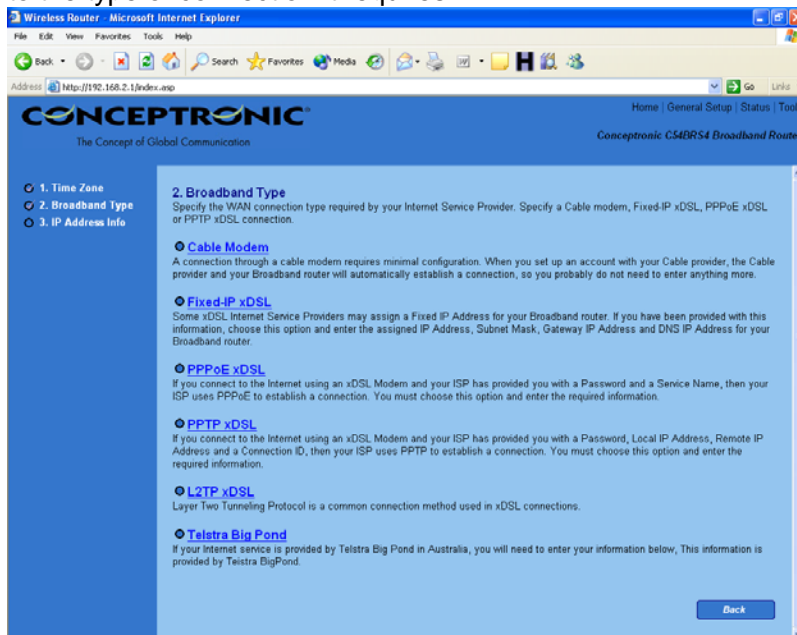 Wireless Router - Microsoft Internet Explorer
File Edit View Favorites Tools Help
Back Search Favorites Media
Address http://192.168.2.1/index.asp Go Links
CONCEPTRONIC
The Concept of Global Communication
Home | General Setup | Status | Tool
Conceptronic C54BRS4 Broadband Route
1. Time Zone
2. Broadband Type
3. IP Address Info
2. Broadband Type
Specify the WAN connection type required by your Internet Service Provider. Specify a Cable modem, Fixed-IP xDSL, PPPoE xDSL
or PPTP xDSL connection.
Cable Modem
A connection through a cable modem requires minimal configuration. When you set up an account with your Cable provider, the Cable
provider and your Broadband router will automatically establish a connection, so you probably do not need to enter anything more.
Fixed-IP xDSL
Some xDSL Internet Service Providers may assign a Fixed IP Address for your Broadband router. If you have been provided with this
information, choose this option and enter the assigned IP Address, Subnet Mask, Gateway IP Address and DNS IP Address for your
Broadband router.
PPPoE xDSL
If you connect to the Internet using an xDSL Modem and your ISP has provided you with a Password and a Service Name, then your
ISP uses PPPoE to establish a connection. You must choose this option and enter the required information.
PPTP xDSL
If you connect to the Internet using an xDSL Modem and your ISP has provided you with a Password, Local IP Address, Remote IP
Address and a Connection ID, then your ISP uses PPTP to establish a connection. You must choose this option and enter the
required information.
L2TP xDSL
Layer Two Tunneling Protocol is a common connection method used in xDSL connections.
Telstra Big Pond
If your Internet service is provided by Telstra Big Pond in Australia, you will need to enter your information below, This information is
provided by Teistra BigPond.
Back